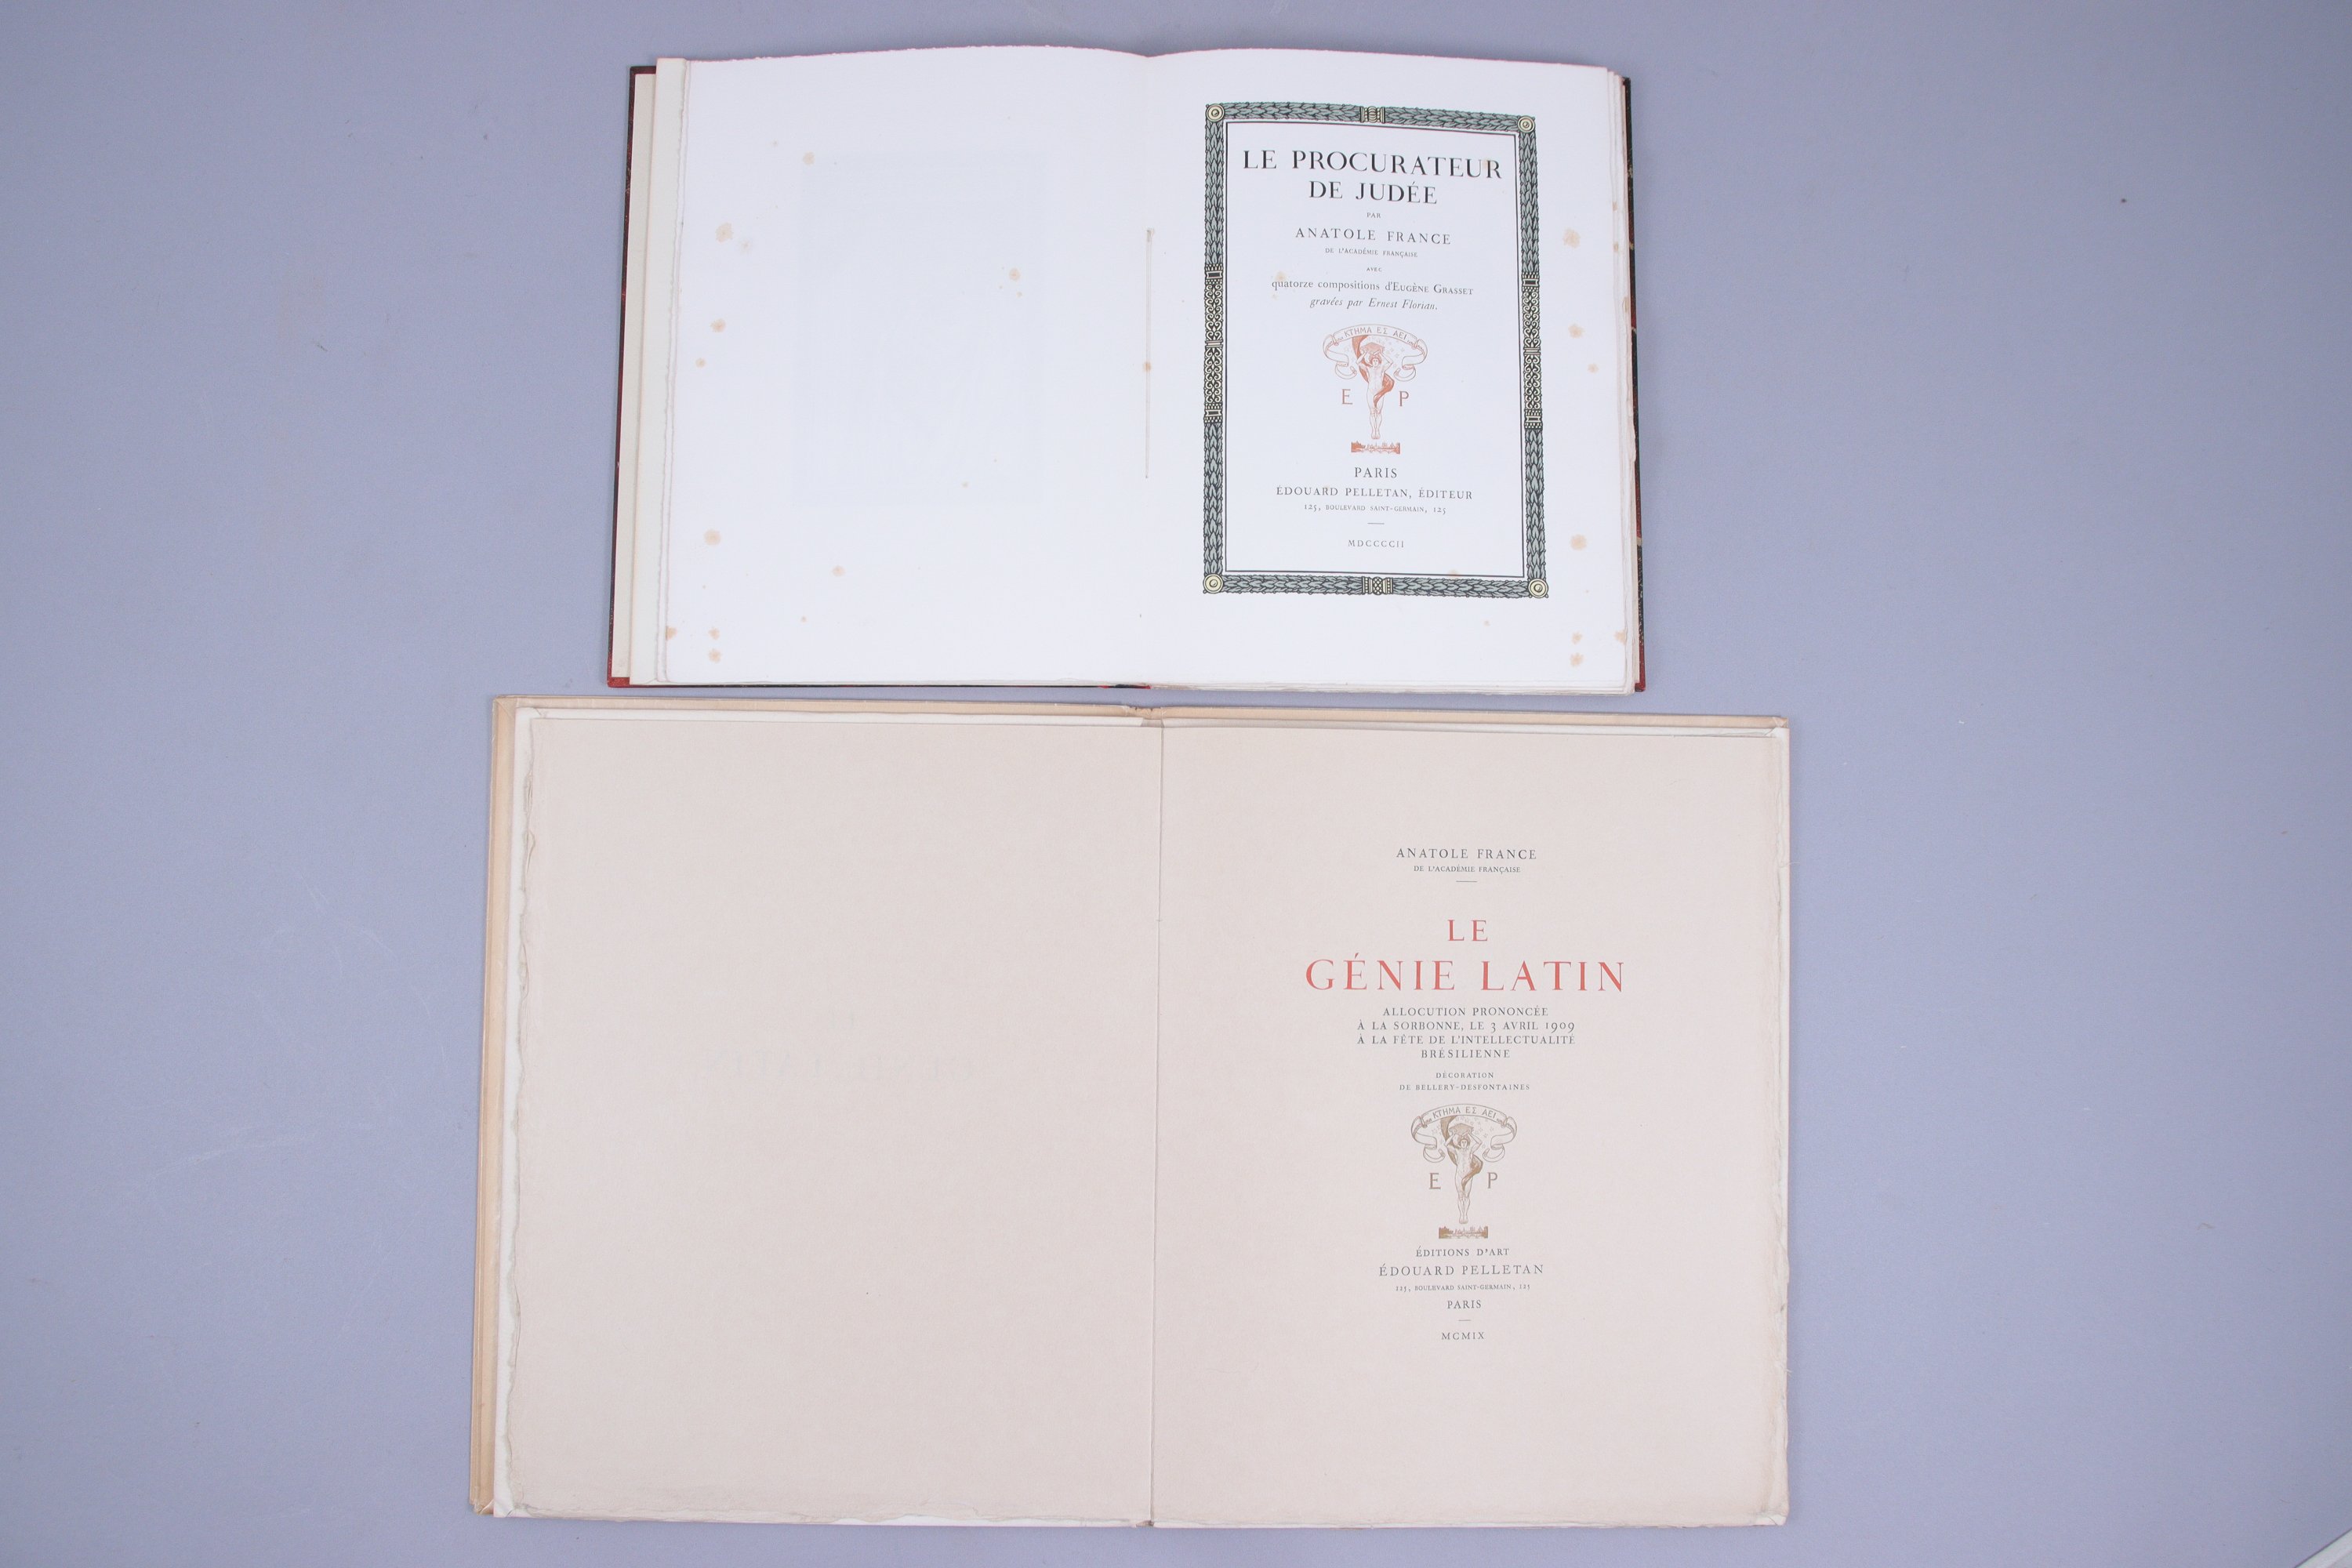 LE PROCURATEUR
DE JUDÉE
PAR
ANATOLE FRANCE
DE L'ACADÉMIE FRANÇAISE
AVEC
quatorze compositions d'EUGÈNE GRASSET
gravées par Ernest Florian.
ΚΤΗΜΑ ΕΣ ΑΕΙ
E P
PARIS
ÉDOUARD PELLETAN, ÉDITEUR
125, BOULEVARD SAINT-GERMAIN, 125
MDCCCCII
ANATOLE FRANCE
DE L'ACADÉMIE FRANÇAISE
LE
GÉNIE LATIN
ALLOCUTION PRONONCÉE
À LA SORBONNE, LE 3 AVRIL 1909
À LA FÊTE DE L'INTELLECTUALITÉ
BRÉSILIENNE
DÉCORATION
DE BELLERY-DESFONTAINES
ΚΤΗΜΑ ΕΣ ΑΕΙ
E P
ÉDITIONS D'ART
ÉDOUARD PELLETAN
125, BOULEVARD SAINT-GERMAIN, 125
PARIS
MCMIX